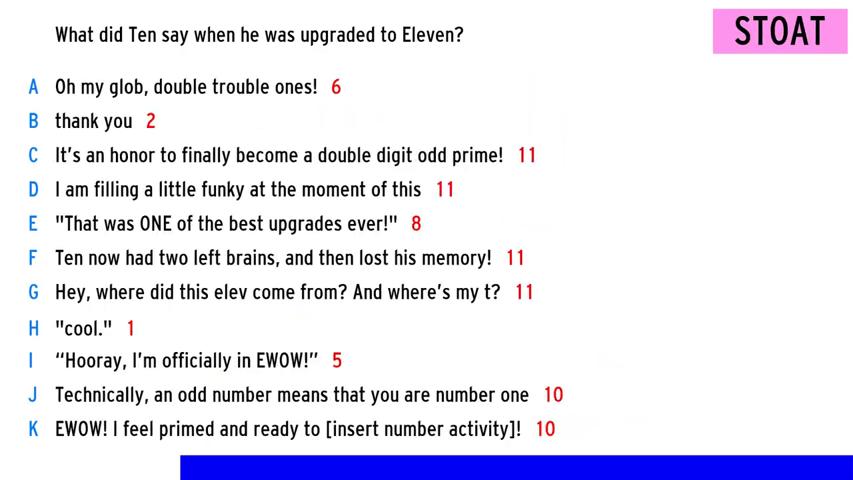 What did Ten say when he was upgraded to Eleven?
STOAT
A Oh my glob, double trouble ones! 6
B thank you 2
C It's an honor to finally become a double digit odd prime! 11
D I am filling a little funky at the moment of this 11
E "That was ONE of the best upgrades ever!" 8
F Ten now had two left brains, and then lost his memory! 11
G Hey, where did this elev come from? And where's my t? 11
H "cool." 1
I “Hooray, I'm officially in EWOW!” 5
J Technically, an odd number means that you are number one 10
K EWOW! I feel primed and ready to [insert number activity]! 10